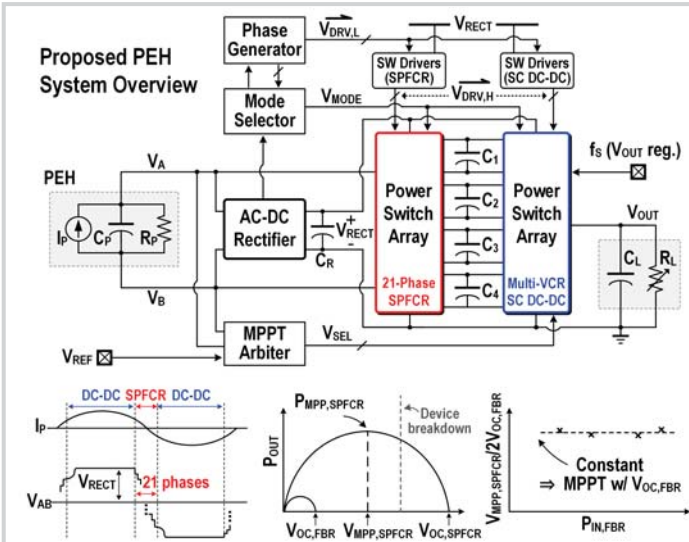 Proposed PEH
System Overview
Phase
Generator
V_DRV,L
V_RECT
SW Drivers
(SPFCR)
SW Drivers
(SC DC-DC)
Mode
Selector
V_MODE
V_DRV,H
V_A
PEH
I_P
C_P
R_P
V_B
AC-DC
Rectifier
+
V_RECT
-
C_R
Power
Switch
Array
21-Phase
SPFCR
C_1
C_2
C_3
C_4
Power
Switch
Array
Multi-VCR
SC DC-DC
f_S (V_OUT reg.)
V_OUT
C_L
R_L
MPPT
Arbiter
V_SEL
V_REF
DC-DC SPFCR DC-DC
I_P
V_RECT
21 phases
V_AB
P_MPP,SPFCR
Device
breakdown
P_OUT
V_OC,FBR
V_MPP,SPFCR
V_OC,SPFCR
V_MPP,SPFCR/2V_OC,FBR
Constant
⇒ MPPT w/ V_OC,FBR
P_IN,FBR